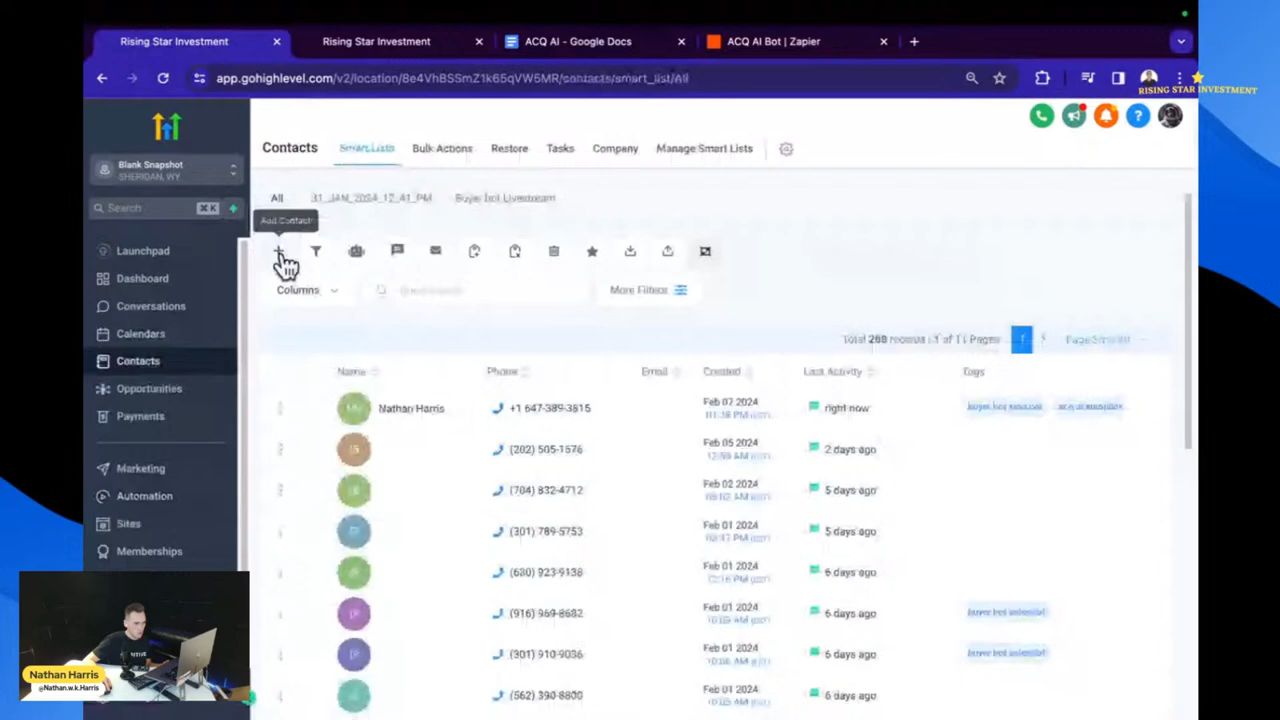 Rising Star Investment
Rising Star Investment
ACQ AI - Google Docs
ACQ AI Bot | Zapier
app.gohighlevel.com/v2/location/8e4VhBSSmZ1k65qVW5MR/contacts/smart_list/All
RISING STAR INVESTMENT
Blank Snapshot
SHERIDAN, WY
Search
⌘K
Launchpad
Dashboard
Conversations
Calendars
Contacts
Opportunities
Payments
Marketing
Automation
Sites
Memberships
Contacts
Smart Lists
Bulk Actions
Restore
Tasks
Company
Manage Smart Lists
All
31_JAN_2024_12_41_PM
Buyer bot Livestream
Add Contact
Columns
More Filters
Name
Phone
Email
Created
Last Activity
Tags
Nathan Harris
+1 647-389-3815
Feb 07 2024
right now
(202) 505-1576
Feb 05 2024
2 days ago
(704) 832-4712
Feb 02 2024
5 days ago
(301) 789-5753
Feb 01 2024
5 days ago
(630) 923-9138
Feb 01 2024
6 days ago
(916) 969-8682
Feb 01 2024
6 days ago
(301) 910-9036
Feb 01 2024
6 days ago
(562) 390-8800
Feb 01 2024
6 days ago
Nathan Harris
@Nathan.w.k.Harris